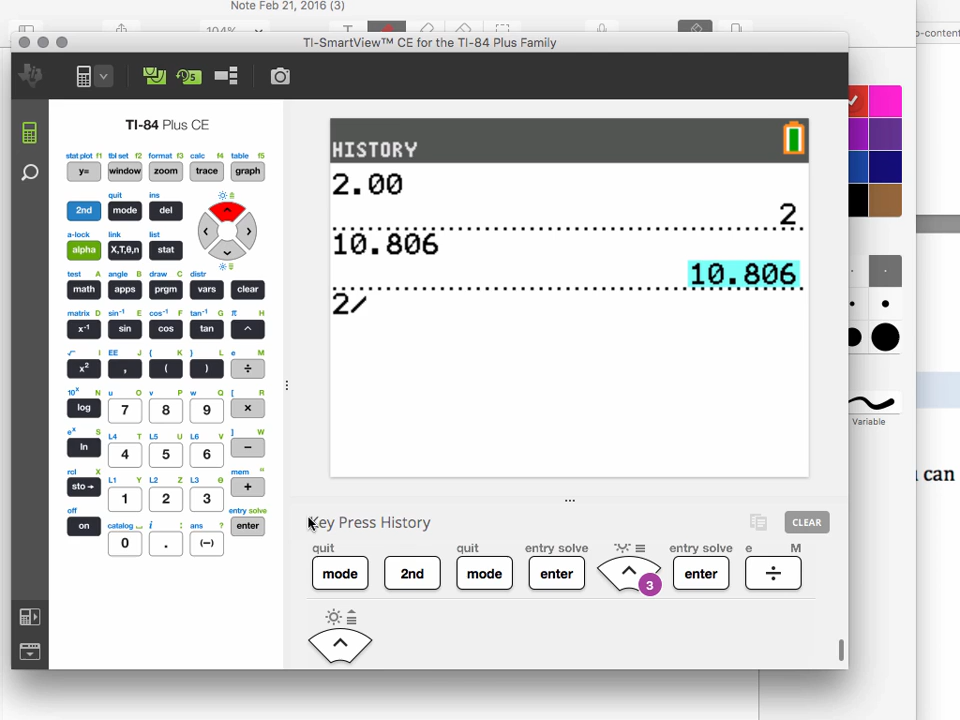 Note Feb 21, 2016 (3)
104%
TI-SmartView™ CE for the TI-84 Plus Family
o-content
TI-84 Plus CE
stat plot f1 tbl set f2 format f3 calc f4 table f5
y= window zoom trace graph
quit ins
2nd mode del
a-lock link list
alpha X,T,θ,n stat
test A angle B draw C distr
math apps prgm vars clear
matrix D sin⁻¹ E cos⁻¹ F tan⁻¹ G π H
x⁻¹ sin cos tan ^
√ I EE J { K } L e M
x² , ( ) ÷
10ˣ N u O v P w Q [ R
log 7 8 9 ×
eˣ S L4 T L5 U L6 V ] W
ln 4 5 6 −
rcl X L1 Y L2 Z L3 θ mem "
sto→ 1 2 3 +
off catalog i : ans ? entry solve
on 0 . (−) enter
HISTORY
2.00
2
10.806
10.806
2/
Variable
can
Key Press History
CLEAR
quit quit entry solve entry solve e M
mode 2nd mode enter ^ 3 enter ÷
^